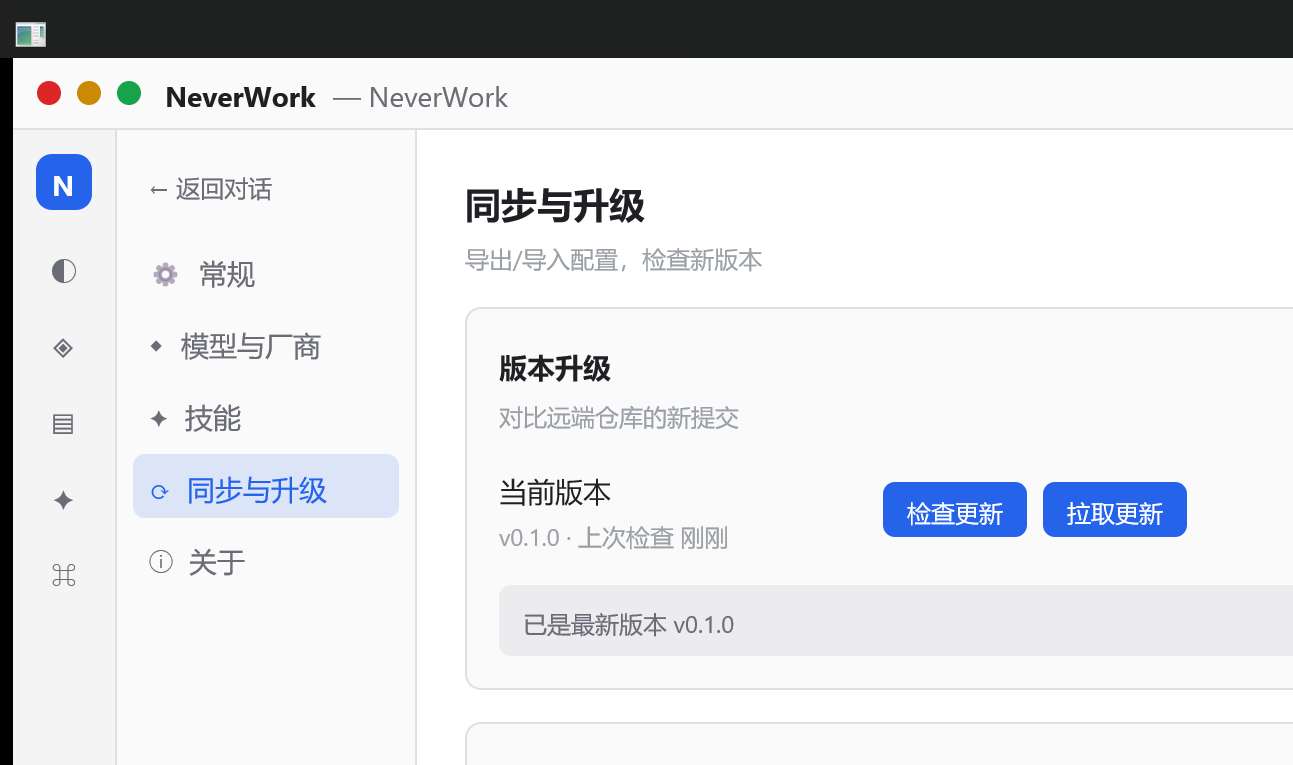 NeverWork — NeverWork
N
← 返回对话
常规
模型与厂商
技能
同步与升级
关于
同步与升级
导出/导入配置，检查新版本
版本升级
对比远端仓库的新提交
当前版本
v0.1.0 · 上次检查 刚刚
检查更新
拉取更新
已是最新版本 v0.1.0